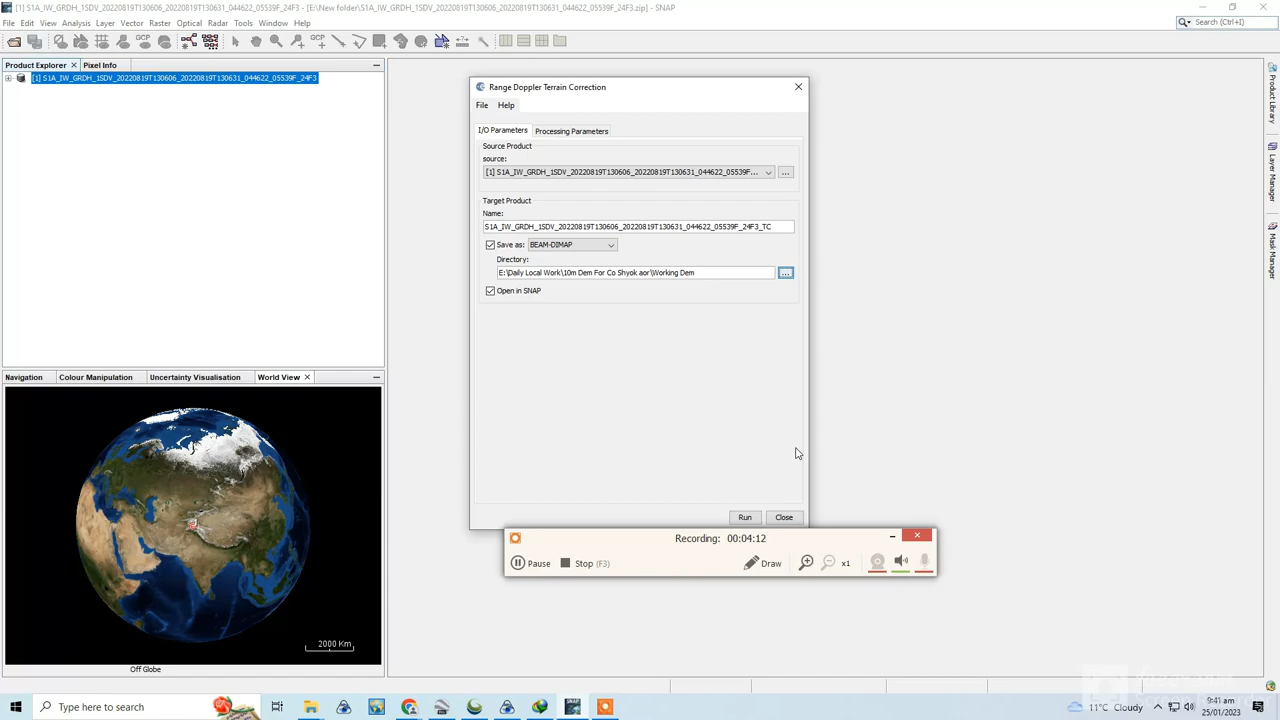 [1] S1A_IW_GRDH_1SDV_20220819T130606_20220819T130631_044622_05539F_24F3 - [E:\New folder\S1A_IW_GRDH_1SDV_20220819T130606_20220819T130631_044622_05539F_24F3.zip] - SNAP
File Edit View Analysis Layer Vector Raster Optical Radar Tools Window Help
Search (Ctrl+I)
GCP
GCP
Product Explorer Pixel Info
[1] S1A_IW_GRDH_1SDV_20220819T130606_20220819T130631_044622_05539F_24F3
Product Library
Layer Manager
Mask Manager
Range Doppler Terrain Correction
File Help
I/O Parameters Processing Parameters
Source Product
source:
[1] S1A_IW_GRDH_1SDV_20220819T130606_20220819T130631_044622_05539F... ...
Target Product
Name:
S1A_IW_GRDH_1SDV_20220819T130606_20220819T130631_044622_05539F_24F3_TC
Save as: BEAM-DIMAP
Directory:
E:\Daily Local Work\10m Dem For Co Shyok aor\Working Dem ...
Open in SNAP
Run Close
Navigation Colour Manipulation Uncertainty Visualisation World View
2000 Km
Off Globe
Recording: 00:04:12
Pause Stop (F3) Draw x1
Type here to search
11°C Cloudy
9:41 am
25/01/2023